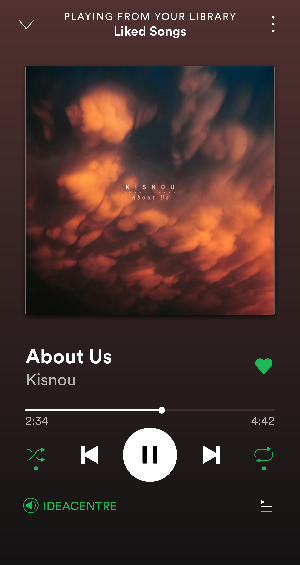 PLAYING FROM YOUR LIBRARY
Liked Songs
KISNOU
About Us
About Us
Kisnou
2:34
4:42
IDEACENTRE